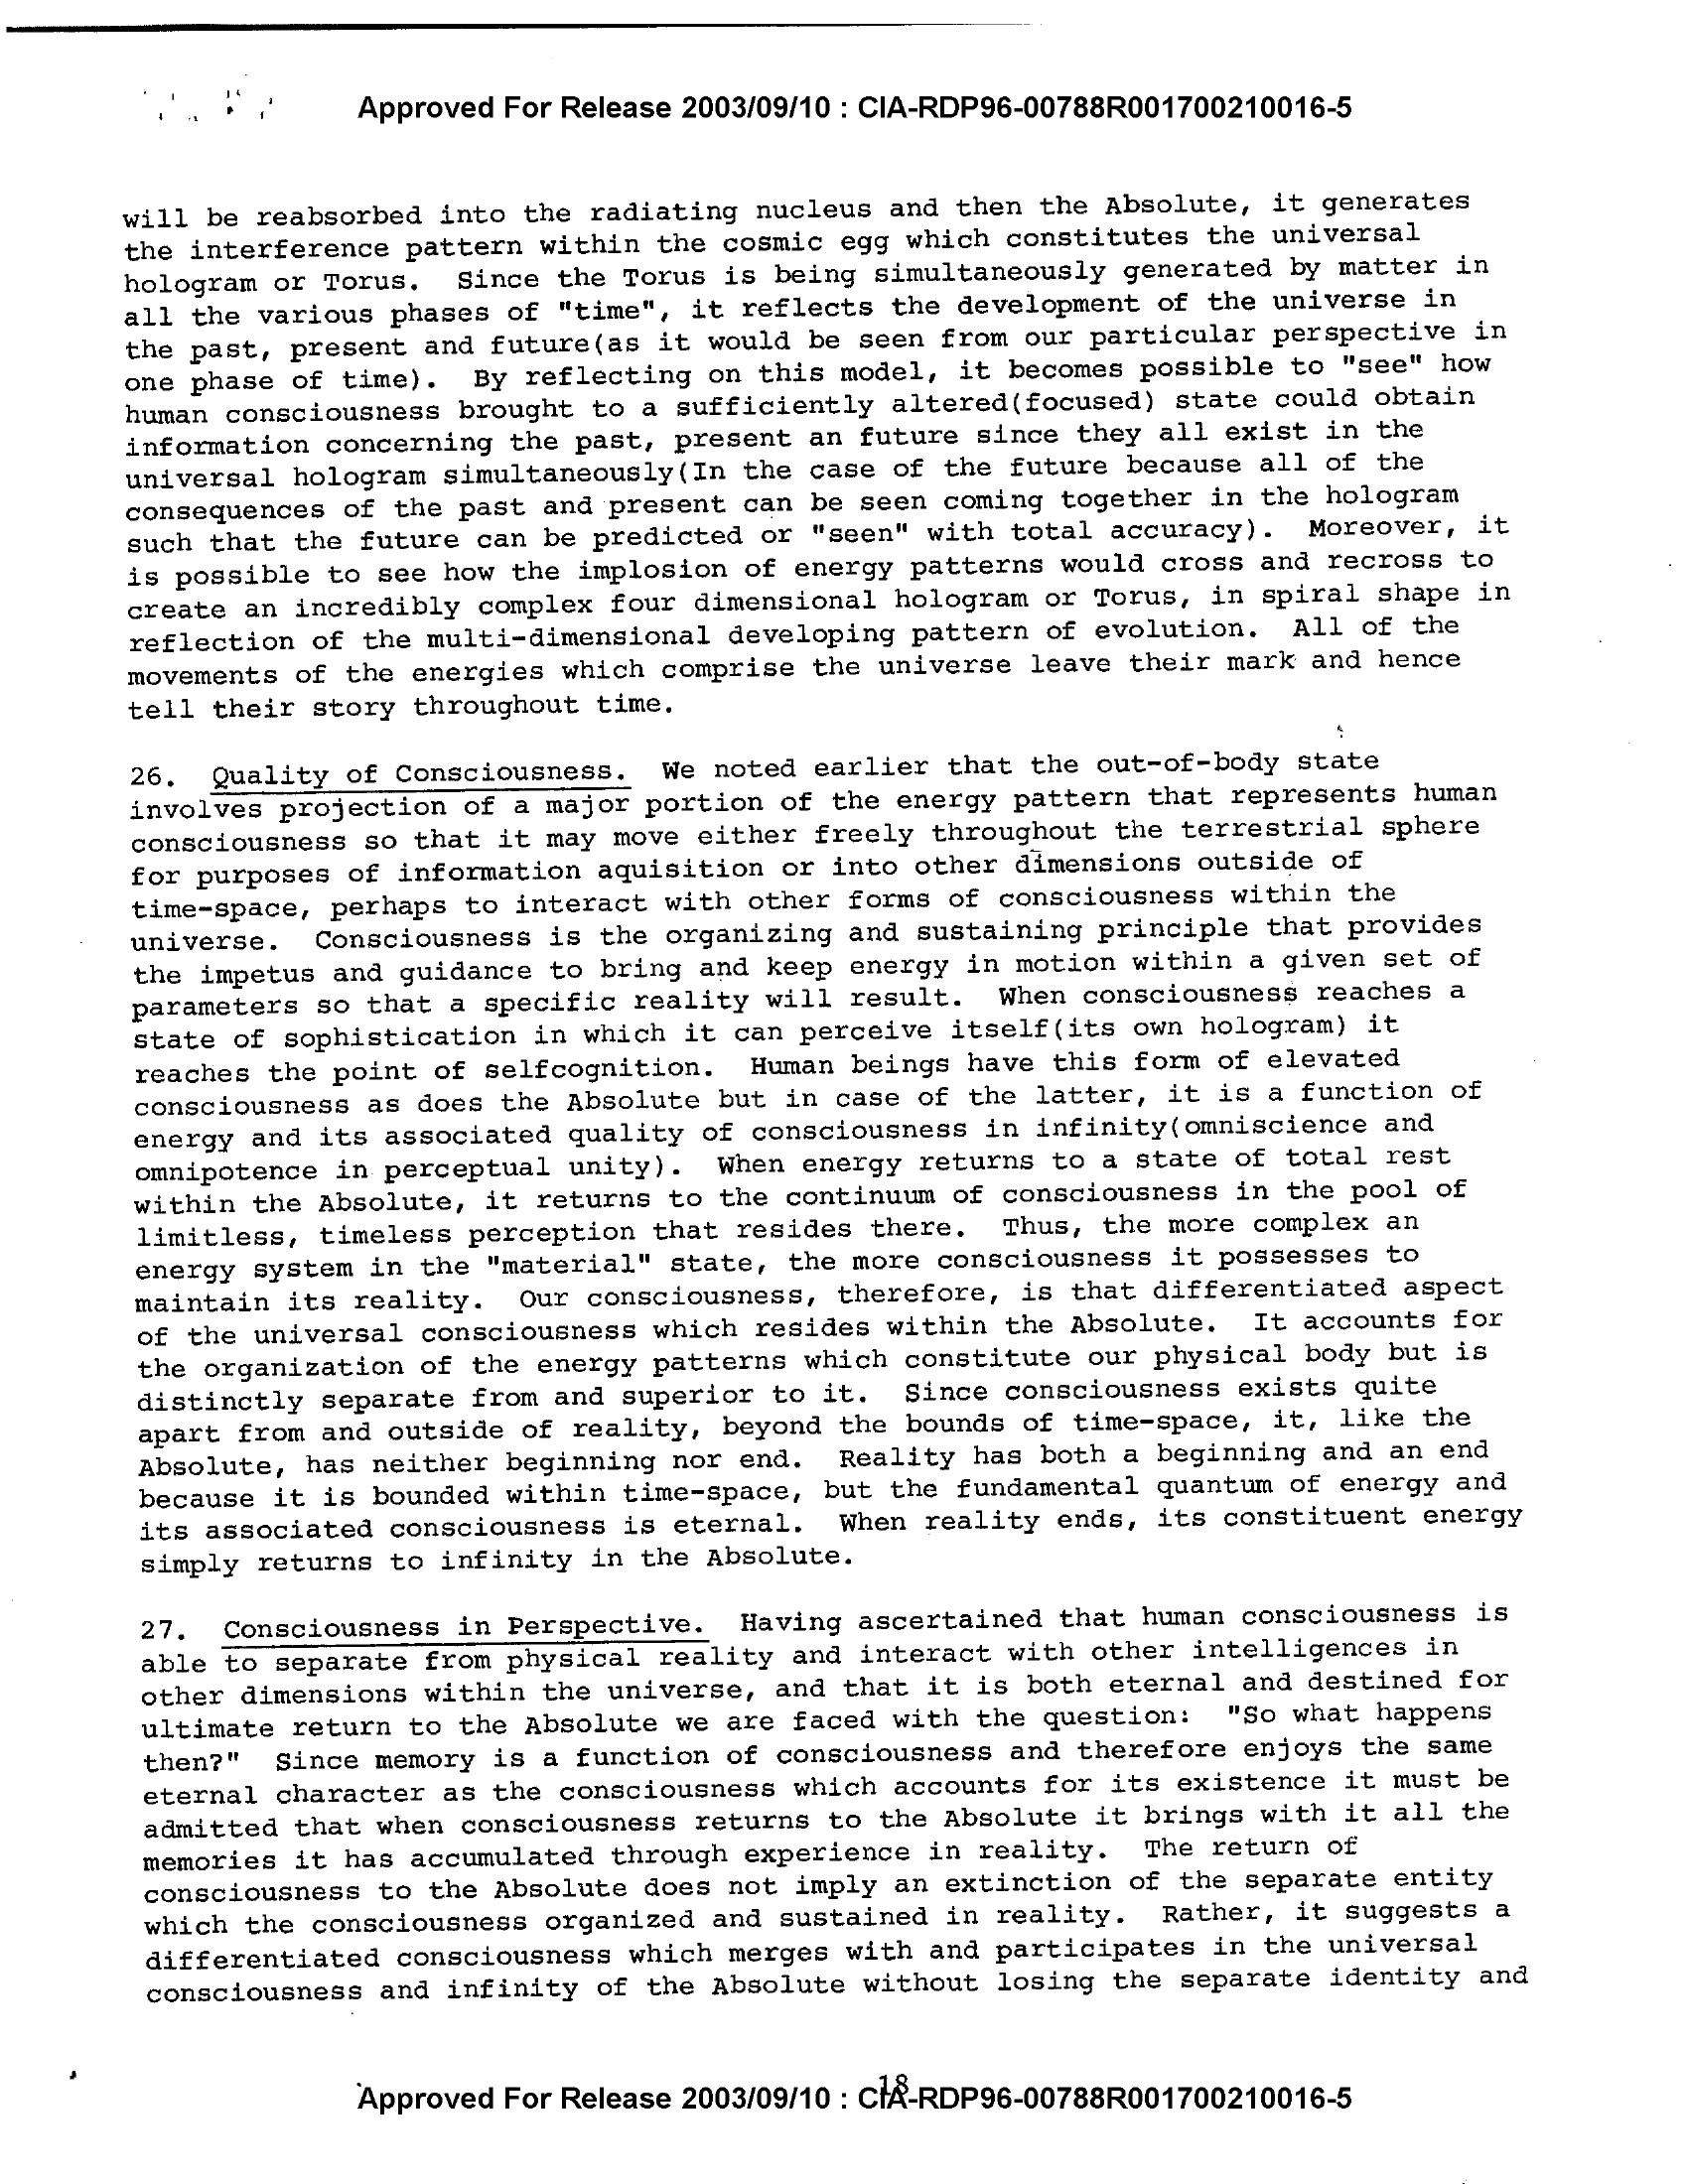 Approved For Release 2003/09/10 : CIA-RDP96-00788R001700210016-5
will be reabsorbed into the radiating nucleus and then the Absolute, it generates
the interference pattern within the cosmic egg which constitutes the universal
hologram or Torus.  Since the Torus is being simultaneously generated by matter in
all the various phases of "time", it reflects the development of the universe in
the past, present and future(as it would be seen from our particular perspective in
one phase of time).  By reflecting on this model, it becomes possible to "see" how
human consciousness brought to a sufficiently altered(focused) state could obtain
information concerning the past, present an future since they all exist in the
universal hologram simultaneously(In the case of the future because all of the
consequences of the past and present can be seen coming together in the hologram
such that the future can be predicted or "seen" with total accuracy).  Moreover, it
is possible to see how the implosion of energy patterns would cross and recross to
create an incredibly complex four dimensional hologram or Torus, in spiral shape in
reflection of the multi-dimensional developing pattern of evolution.  All of the
movements of the energies which comprise the universe leave their mark and hence
tell their story throughout time.
26.  Quality of Consciousness.  We noted earlier that the out-of-body state
involves projection of a major portion of the energy pattern that represents human
consciousness so that it may move either freely throughout the terrestrial sphere
for purposes of information aquisition or into other dimensions outside of
time-space, perhaps to interact with other forms of consciousness within the
universe.  Consciousness is the organizing and sustaining principle that provides
the impetus and guidance to bring and keep energy in motion within a given set of
parameters so that a specific reality will result.  When consciousness reaches a
state of sophistication in which it can perceive itself(its own hologram) it
reaches the point of selfcognition.  Human beings have this form of elevated
consciousness as does the Absolute but in case of the latter, it is a function of
energy and its associated quality of consciousness in infinity(omniscience and
omnipotence in perceptual unity).  When energy returns to a state of total rest
within the Absolute, it returns to the continuum of consciousness in the pool of
limitless, timeless perception that resides there.  Thus, the more complex an
energy system in the "material" state, the more consciousness it possesses to
maintain its reality.  Our consciousness, therefore, is that differentiated aspect
of the universal consciousness which resides within the Absolute.  It accounts for
the organization of the energy patterns which constitute our physical body but is
distinctly separate from and superior to it.  Since consciousness exists quite
apart from and outside of reality, beyond the bounds of time-space, it, like the
Absolute, has neither beginning nor end.  Reality has both a beginning and an end
because it is bounded within time-space, but the fundamental quantum of energy and
its associated consciousness is eternal.  When reality ends, its constituent energy
simply returns to infinity in the Absolute.
27.  Consciousness in Perspective.  Having ascertained that human consciousness is
able to separate from physical reality and interact with other intelligences in
other dimensions within the universe, and that it is both eternal and destined for
ultimate return to the Absolute we are faced with the question:  "So what happens
then?"  Since memory is a function of consciousness and therefore enjoys the same
eternal character as the consciousness which accounts for its existence it must be
admitted that when consciousness returns to the Absolute it brings with it all the
memories it has accumulated through experience in reality.  The return of
consciousness to the Absolute does not imply an extinction of the separate entity
which the consciousness organized and sustained in reality.  Rather, it suggests a
differentiated consciousness which merges with and participates in the universal
consciousness and infinity of the Absolute without losing the separate identity and
18
Approved For Release 2003/09/10 : CIA-RDP96-00788R001700210016-5